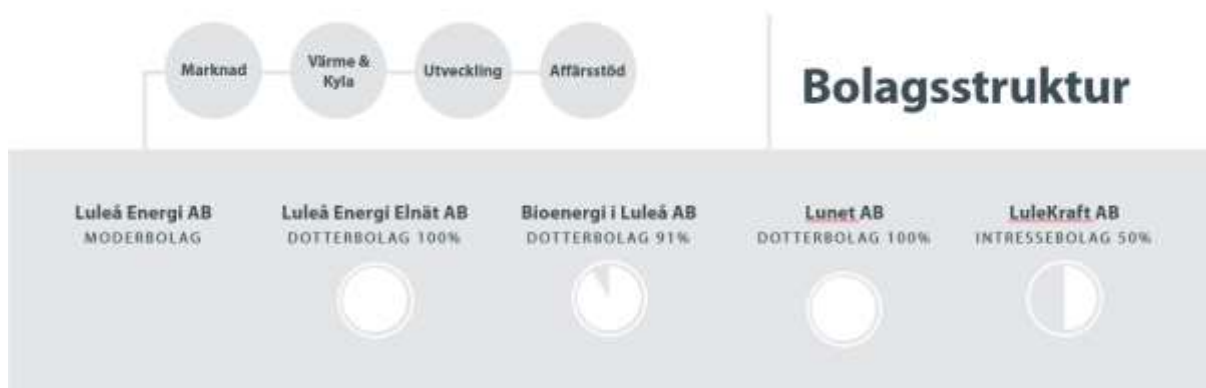 Marknad
Värme &
Kyla
Utveckling
Affärsstöd
Bolagsstruktur
Luleå Energi AB
MODERBOLAG
Luleå Energi Elnät AB
DOTTERBOLAG 100%
Bioenergi i Luleå AB
DOTTERBOLAG 91%
Lunet AB
DOTTERBOLAG 100%
LuleKraft AB
INTRESSEBOLAG 50%